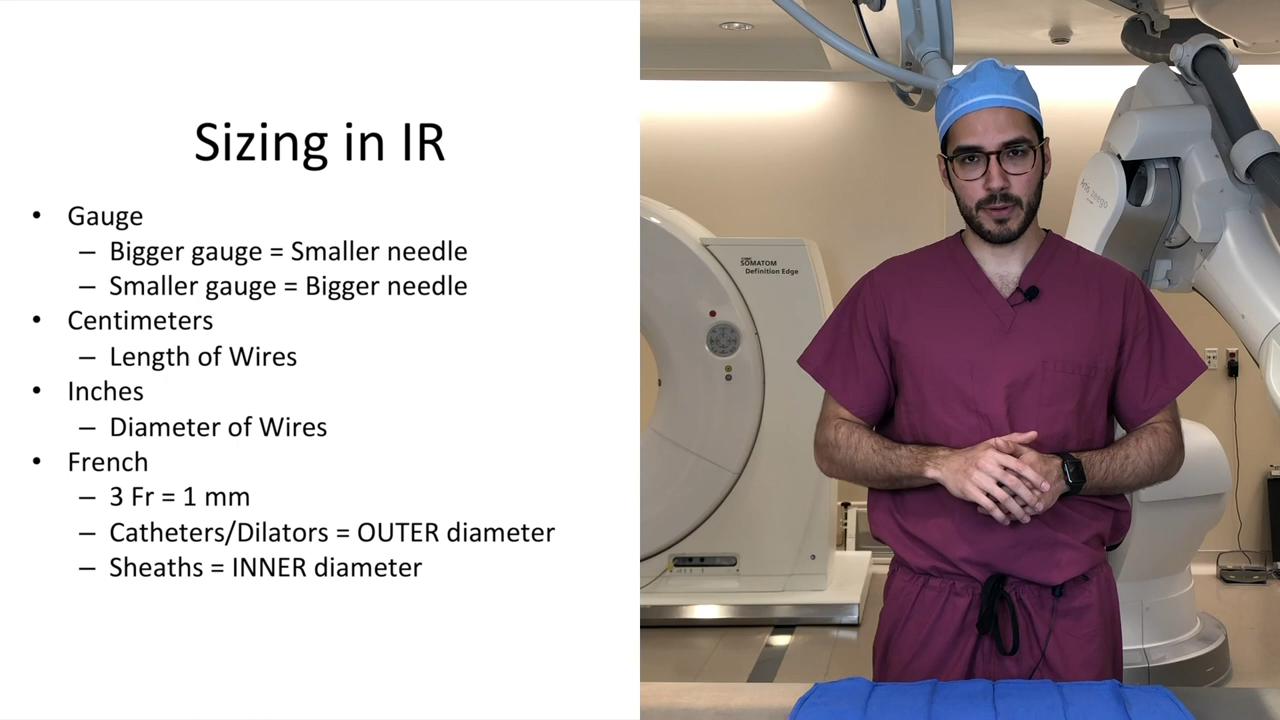 Sizing in IR
• Gauge
– Bigger gauge = Smaller needle
– Smaller gauge = Bigger needle
• Centimeters
– Length of Wires
• Inches
– Diameter of Wires
• French
– 3 Fr = 1 mm
– Catheters/Dilators = OUTER diameter
– Sheaths = INNER diameter
SOMATOM
Definition Edge
zeego